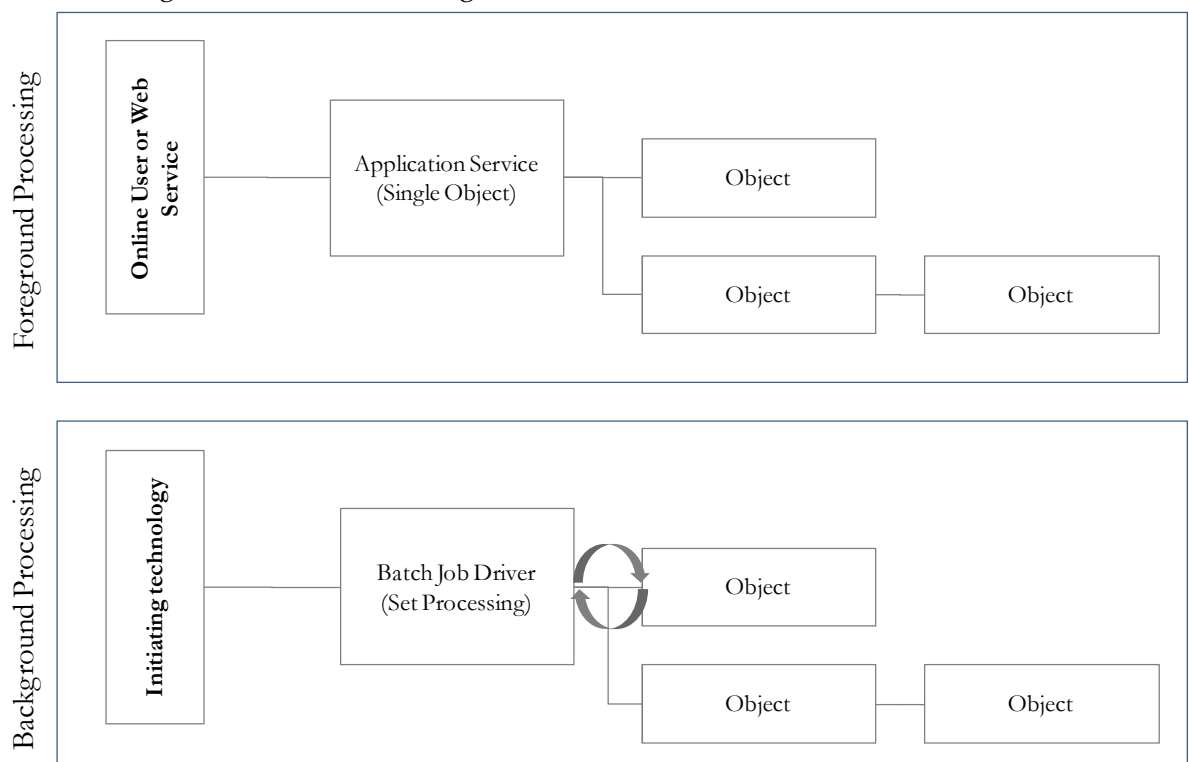 Foreground Processing
Online User or Web
Service
Application Service
(Single Object)
Object
Object
Object
Background Processing
Initiating technology
Batch Job Driver
(Set Processing)
Object
Object
Object